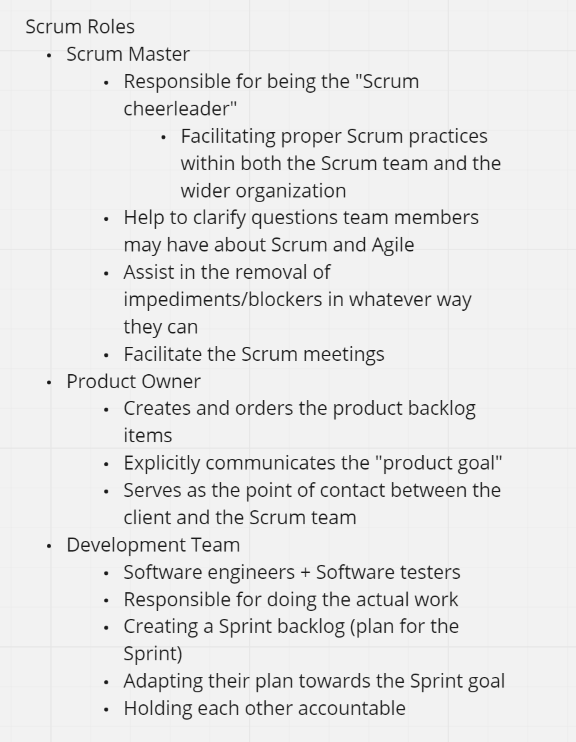 Scrum Roles
• Scrum Master
• Responsible for being the "Scrum
cheerleader"
• Facilitating proper Scrum practices
within both the Scrum team and the
wider organization
• Help to clarify questions team members
may have about Scrum and Agile
• Assist in the removal of
impediments/blockers in whatever way
they can
• Facilitate the Scrum meetings
• Product Owner
• Creates and orders the product backlog
items
• Explicitly communicates the "product goal"
• Serves as the point of contact between the
client and the Scrum team
• Development Team
• Software engineers + Software testers
• Responsible for doing the actual work
• Creating a Sprint backlog (plan for the
Sprint)
• Adapting their plan towards the Sprint goal
• Holding each other accountable